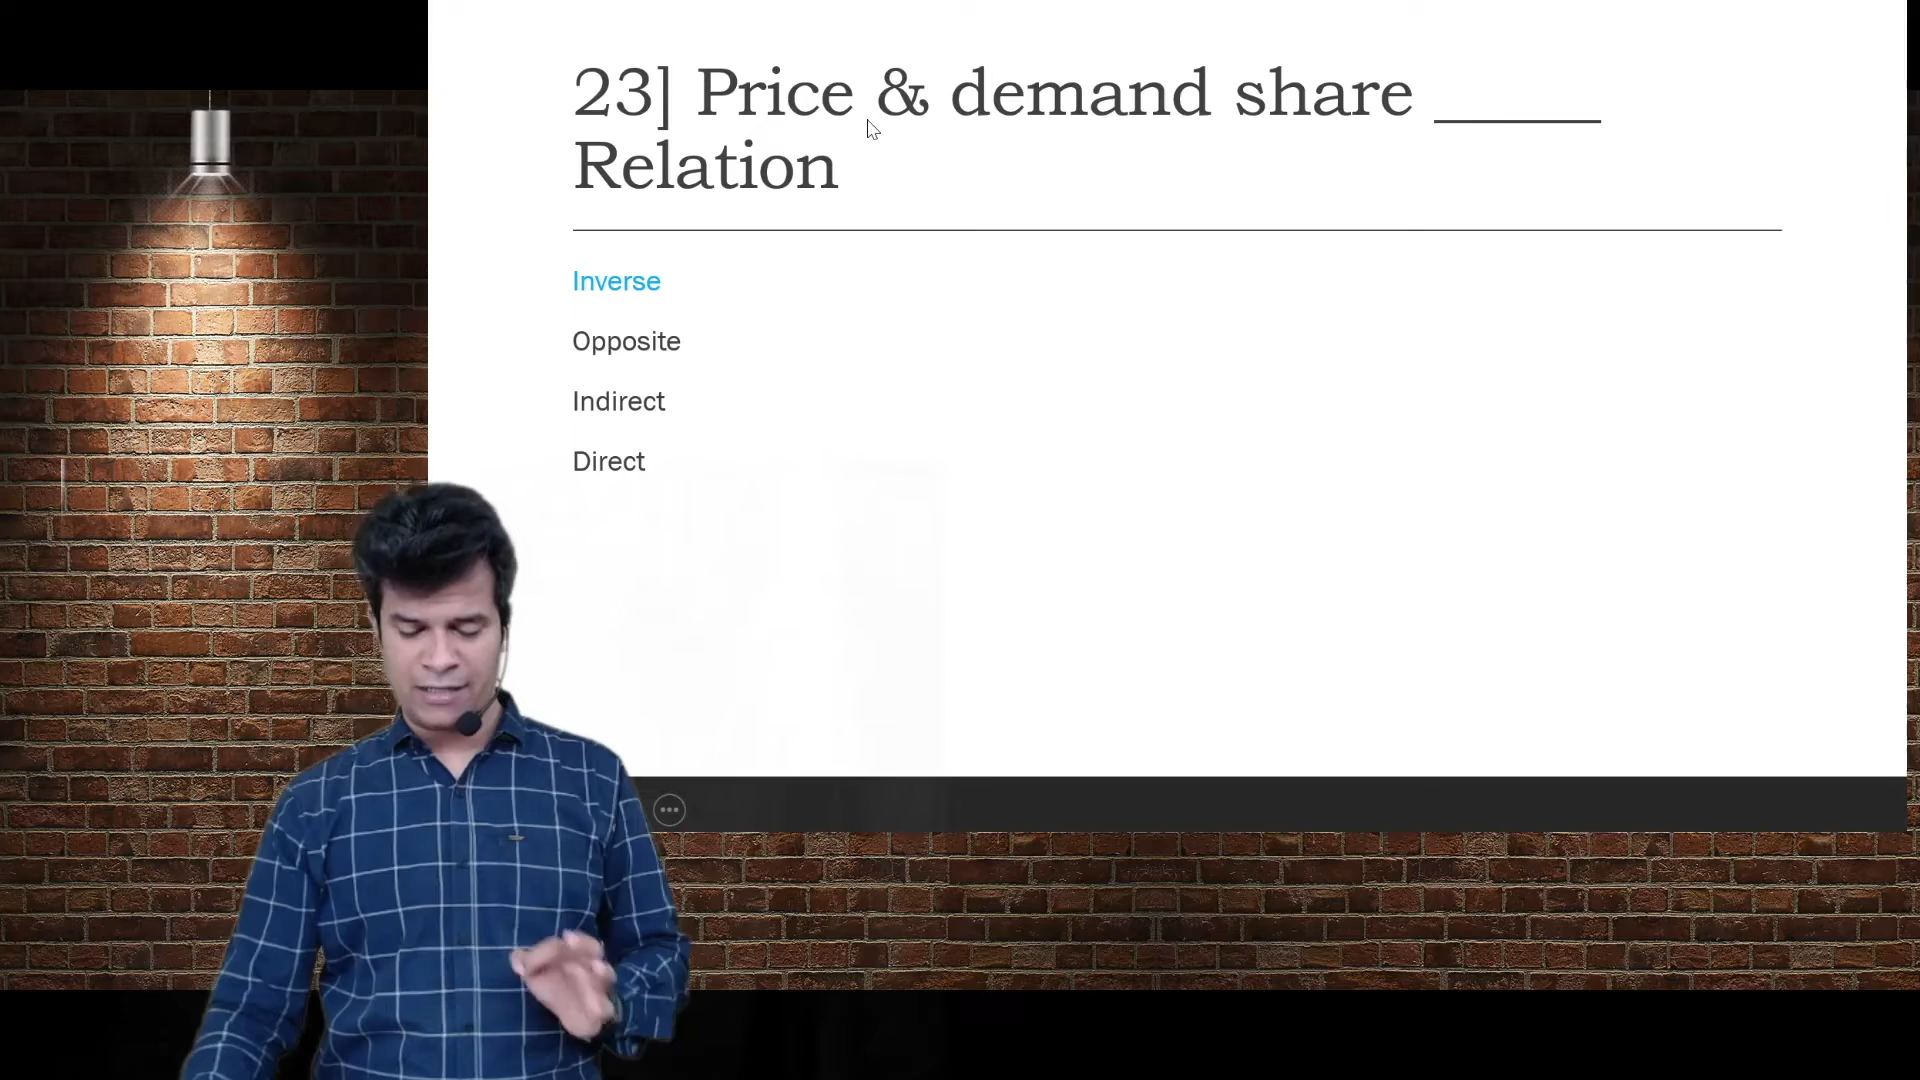 23] Price & demand share _____
Relation
Inverse
Opposite
Indirect
Direct